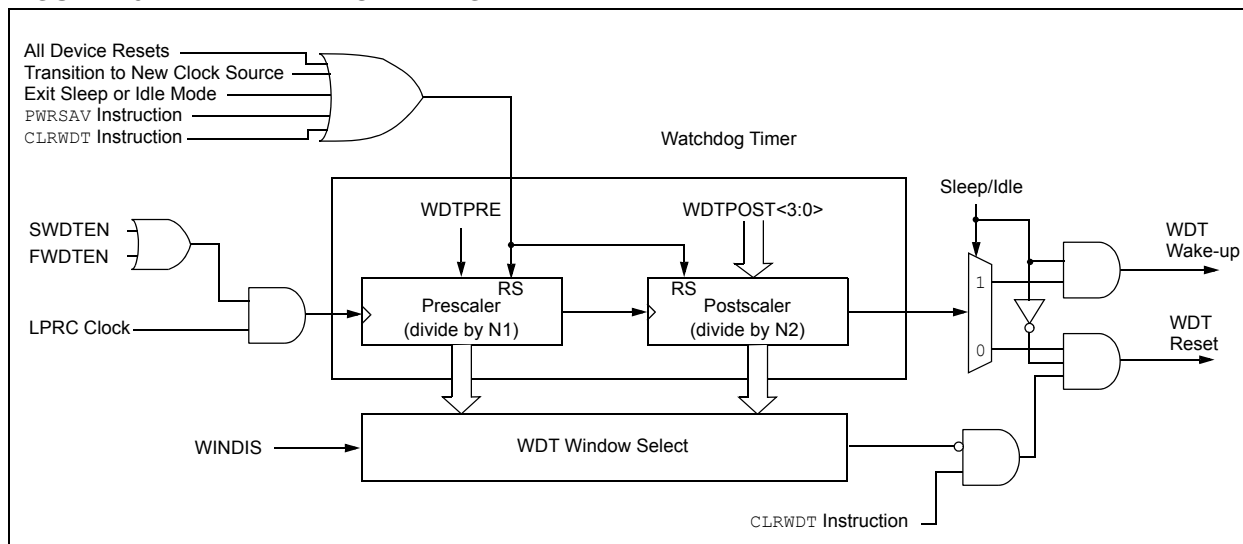 All Device Resets
Transition to New Clock Source
Exit Sleep or Idle Mode
PWRSAV Instruction
CLRWDT Instruction
Watchdog Timer
Sleep/Idle
WDTPRE
WDTPOST<3:0>
SWDTEN
FWDTEN
WDT
Wake-up
RS
RS
1
Prescaler
(divide by N1)
Postscaler
(divide by N2)
LPRC Clock
0
WDT
Reset
WINDIS
WDT Window Select
CLRWDT Instruction